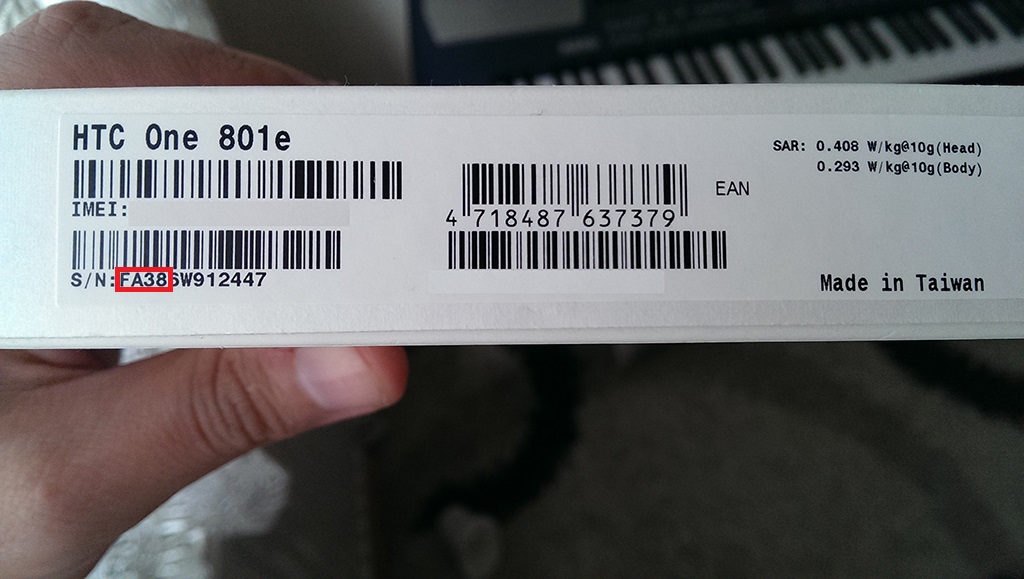 HTC One 801e
IMEI:
S/N:FA386W912447
4 718487 637379
EAN
SAR: 0.408 W/kg@10g(Head)
0.293 W/kg@10g(Body)
Made in Taiwan